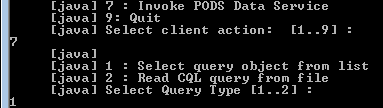 [java] 7 : Invoke PODS Data Service
[java] 9: Quit
[java] Select client action:  [1..9] :
7
[java]
[java] 1 : Select query object from list
[java] 2 : Read CQL query from file
[java] Select Query Type [1..2] :
1